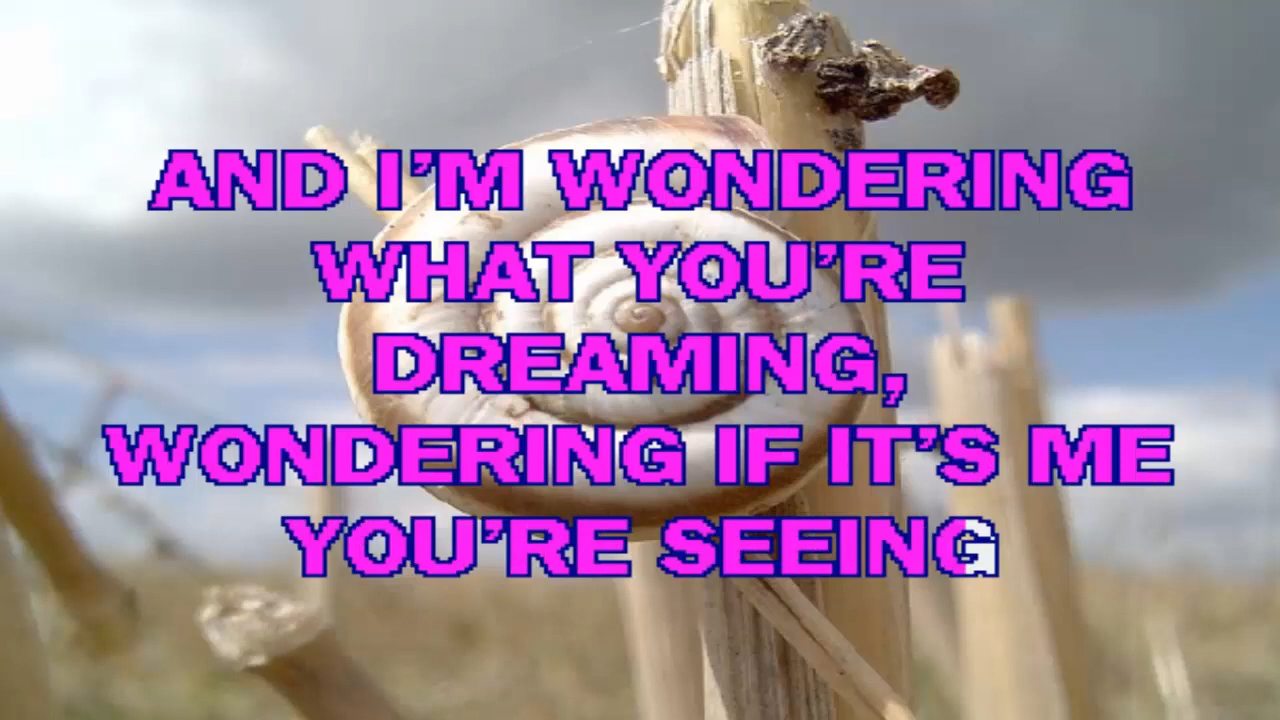 AND I'M WONDERING
WHAT YOU'RE
DREAMING,
WONDERING IF IT'S ME
YOU'RE SEEING